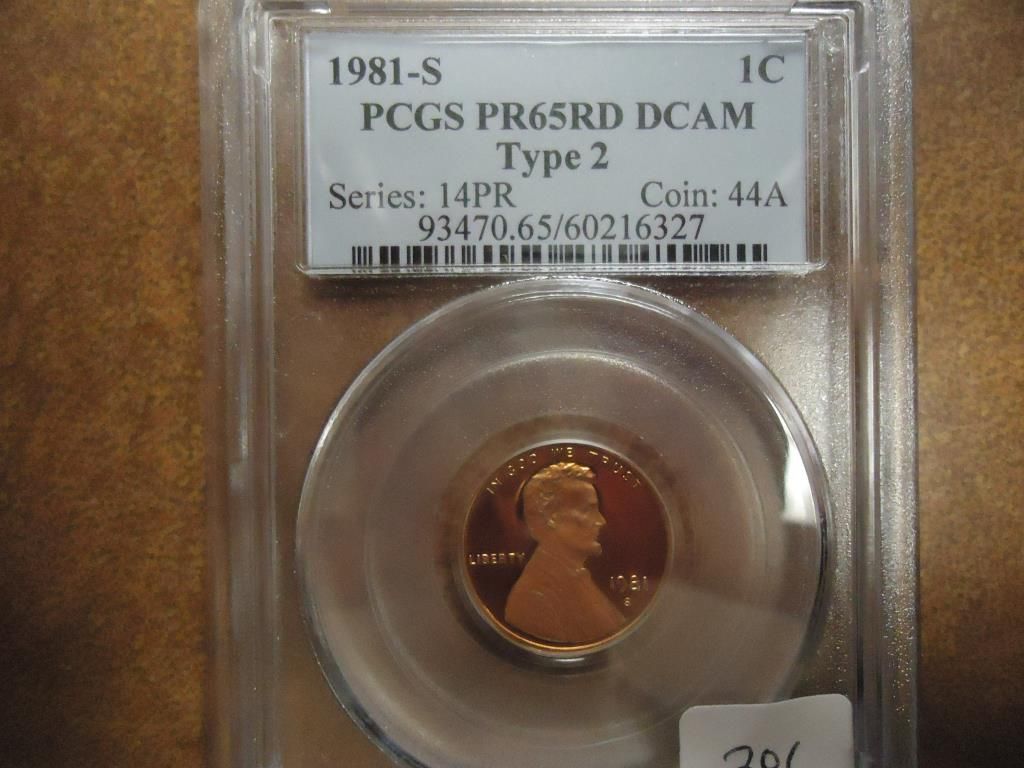 1981-S 1C
PCGS PR65RD DCAM
Type 2
Series: 14PR Coin: 44A
93470.65/60216327
IN GOD WE TRUST
LIBERTY
1981
S